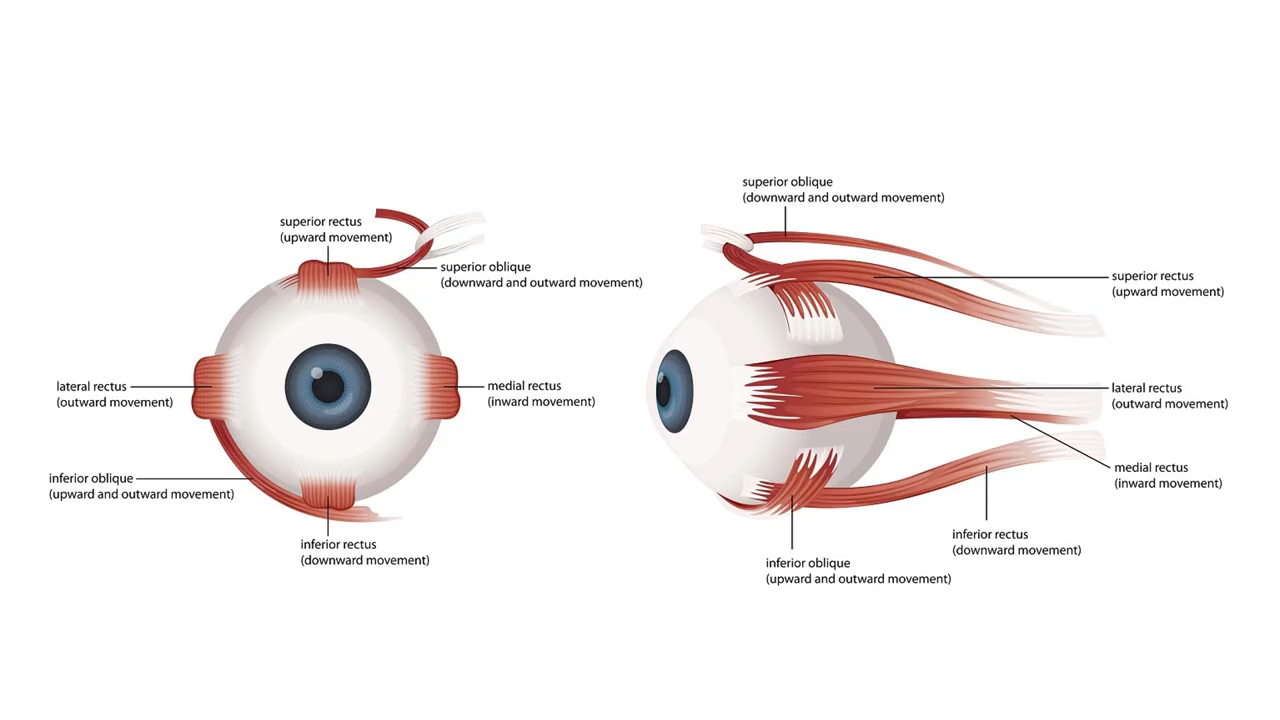 superior rectus
(upward movement)
superior oblique
(downward and outward movement)
lateral rectus
(outward movement)
medial rectus
(inward movement)
inferior oblique
(upward and outward movement)
inferior rectus
(downward movement)
superior oblique
(downward and outward movement)
superior rectus
(upward movement)
lateral rectus
(outward movement)
medial rectus
(inward movement)
inferior rectus
(downward movement)
inferior oblique
(upward and outward movement)